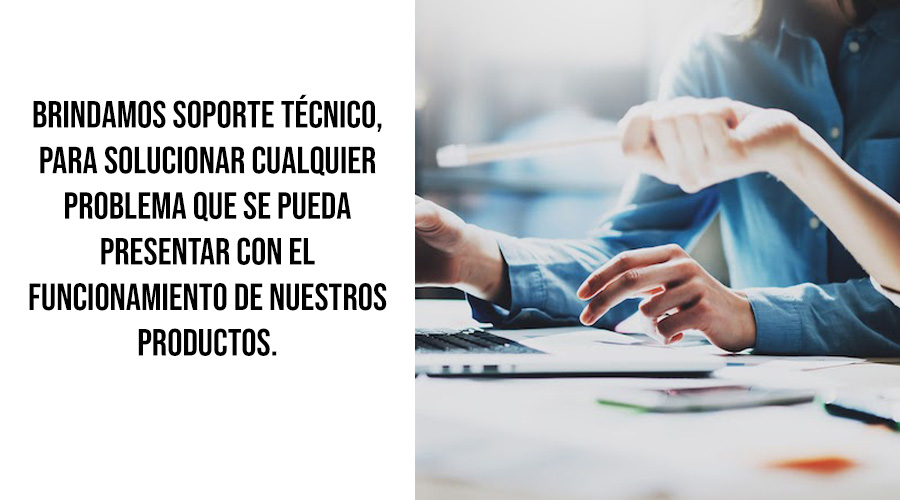 BRINDAMOS SOPORTE TÉCNICO,
PARA SOLUCIONAR CUALQUIER
PROBLEMA QUE SE PUEDA
PRESENTAR CON EL
FUNCIONAMIENTO DE NUESTROS
PRODUCTOS.